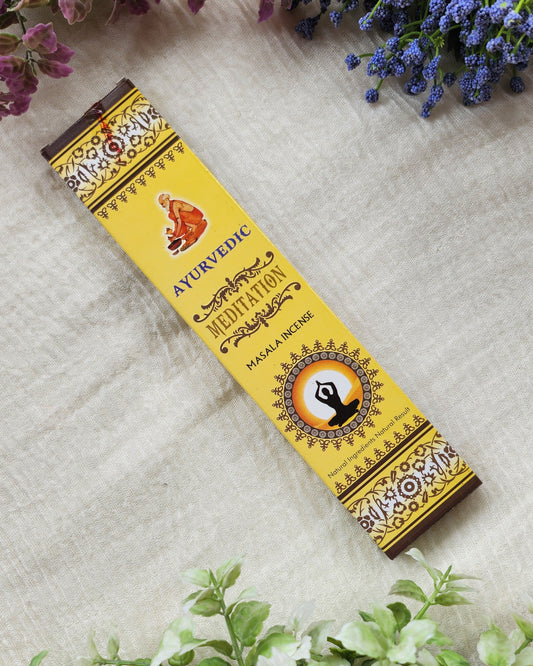 AYURVEDIC
MEDITATION
MASALA INCENSE
Natural Ingredients Natural Result